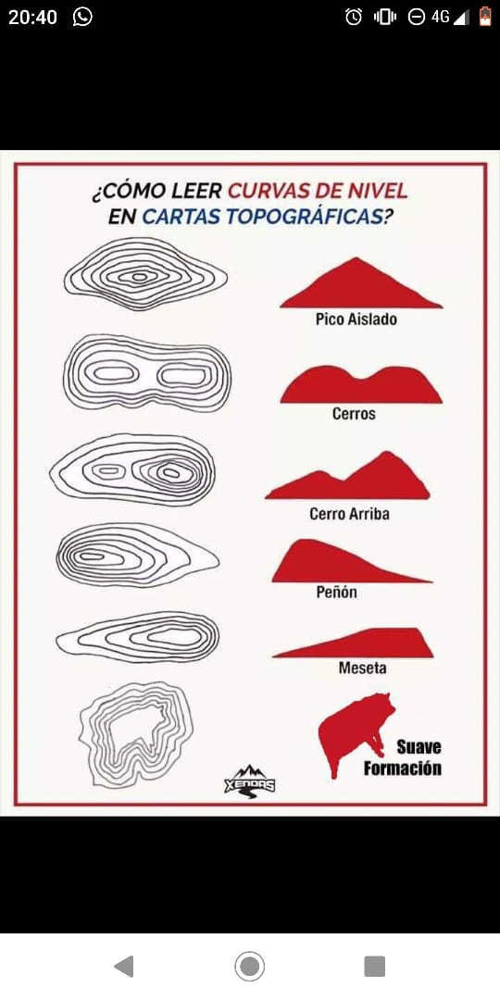 20:40
4G
¿CÓMO LEER CURVAS DE NIVEL
EN CARTAS TOPOGRÁFICAS?
Pico Aislado
Cerros
Cerro Arriba
Peñón
Meseta
Suave
Formación
XENDAS